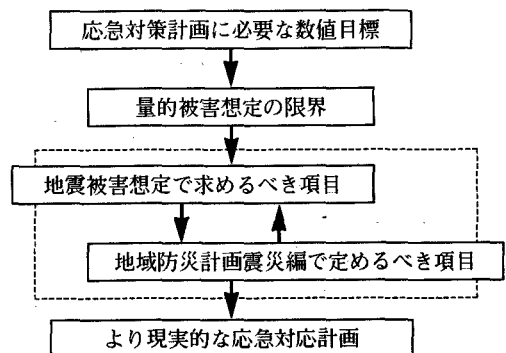 応急対策計画に必要な数値目標
量的被害想定の限界
地震被害想定で求めるべき項目
地域防災計画震災編で定めるべき項目
より現実的な応急対応計画